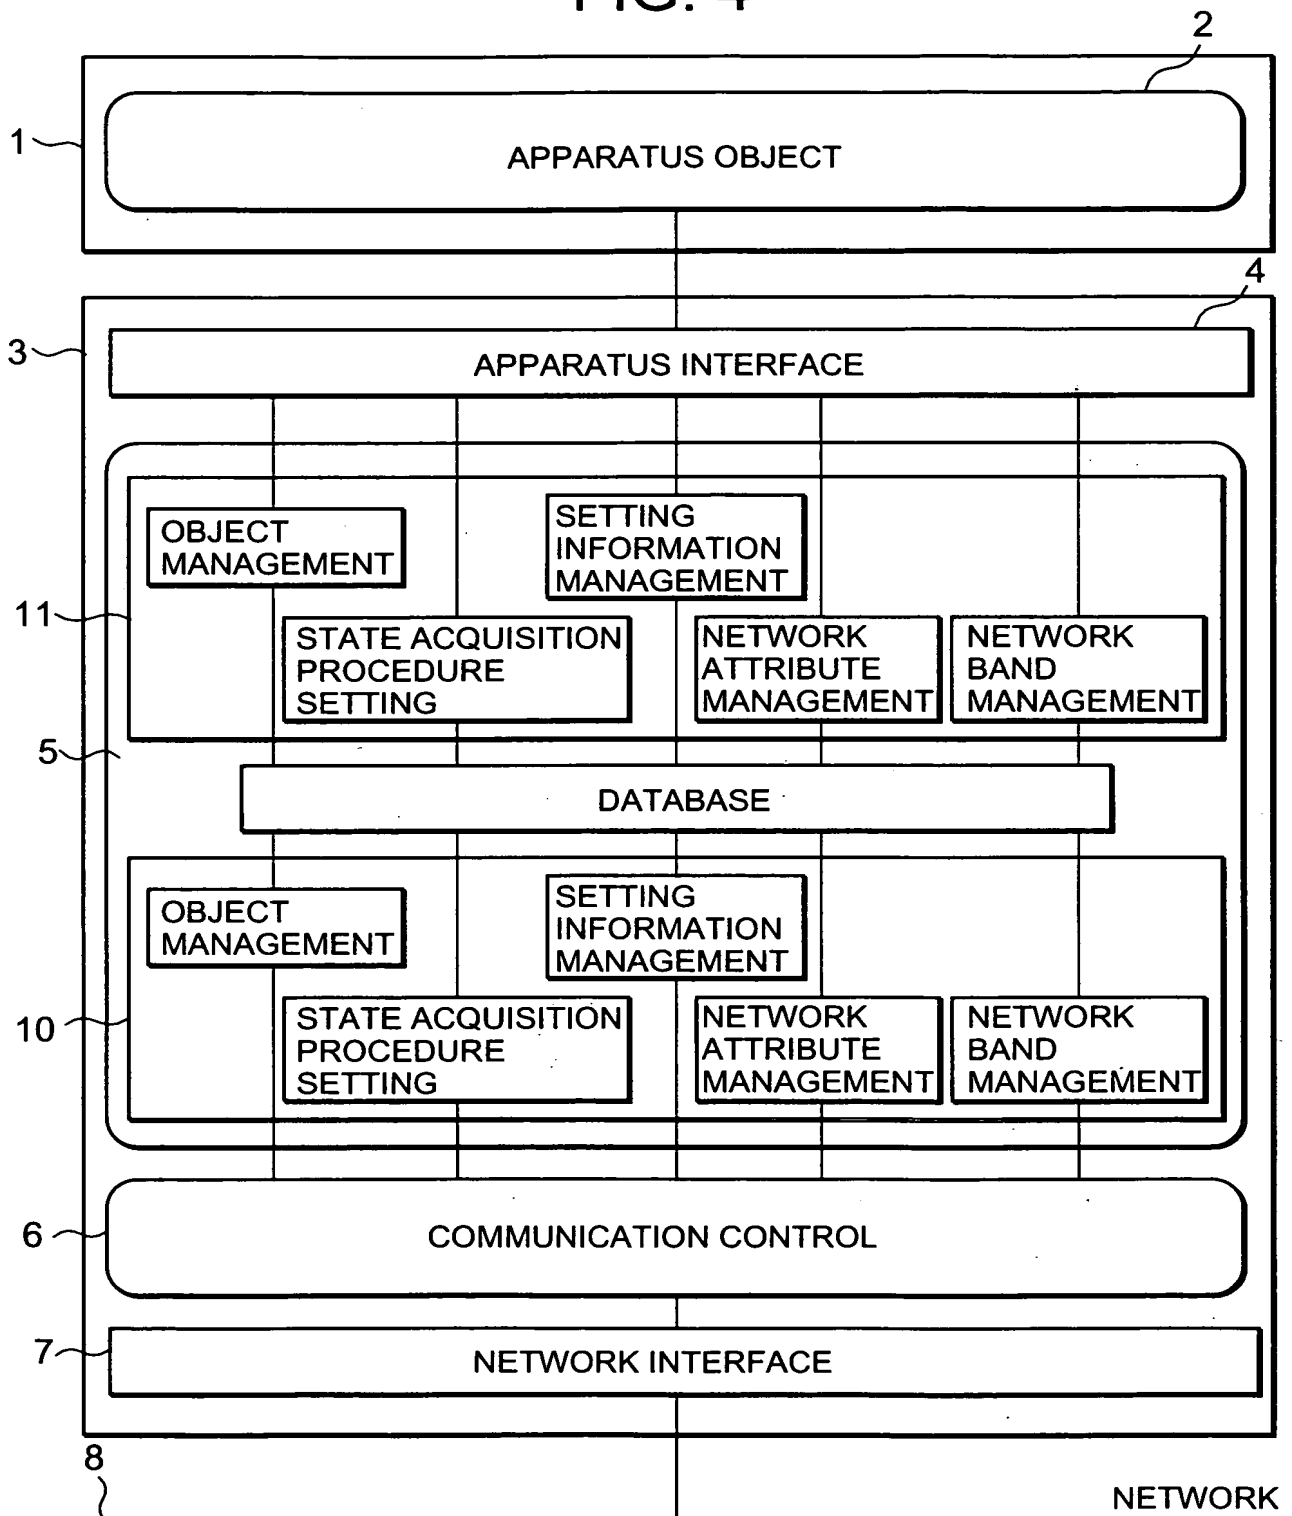 FIG. 4
2
1
APPARATUS OBJECT
4
3
APPARATUS INTERFACE
OBJECT
MANAGEMENT
SETTING
INFORMATION
MANAGEMENT
11
STATE ACQUISITION
PROCEDURE
SETTING
NETWORK
ATTRIBUTE
MANAGEMENT
NETWORK
BAND
MANAGEMENT
5
DATABASE
OBJECT
MANAGEMENT
SETTING
INFORMATION
MANAGEMENT
10
STATE ACQUISITION
PROCEDURE
SETTING
NETWORK
ATTRIBUTE
MANAGEMENT
NETWORK
BAND
MANAGEMENT
6
COMMUNICATION CONTROL
7
NETWORK INTERFACE
8
NETWORK